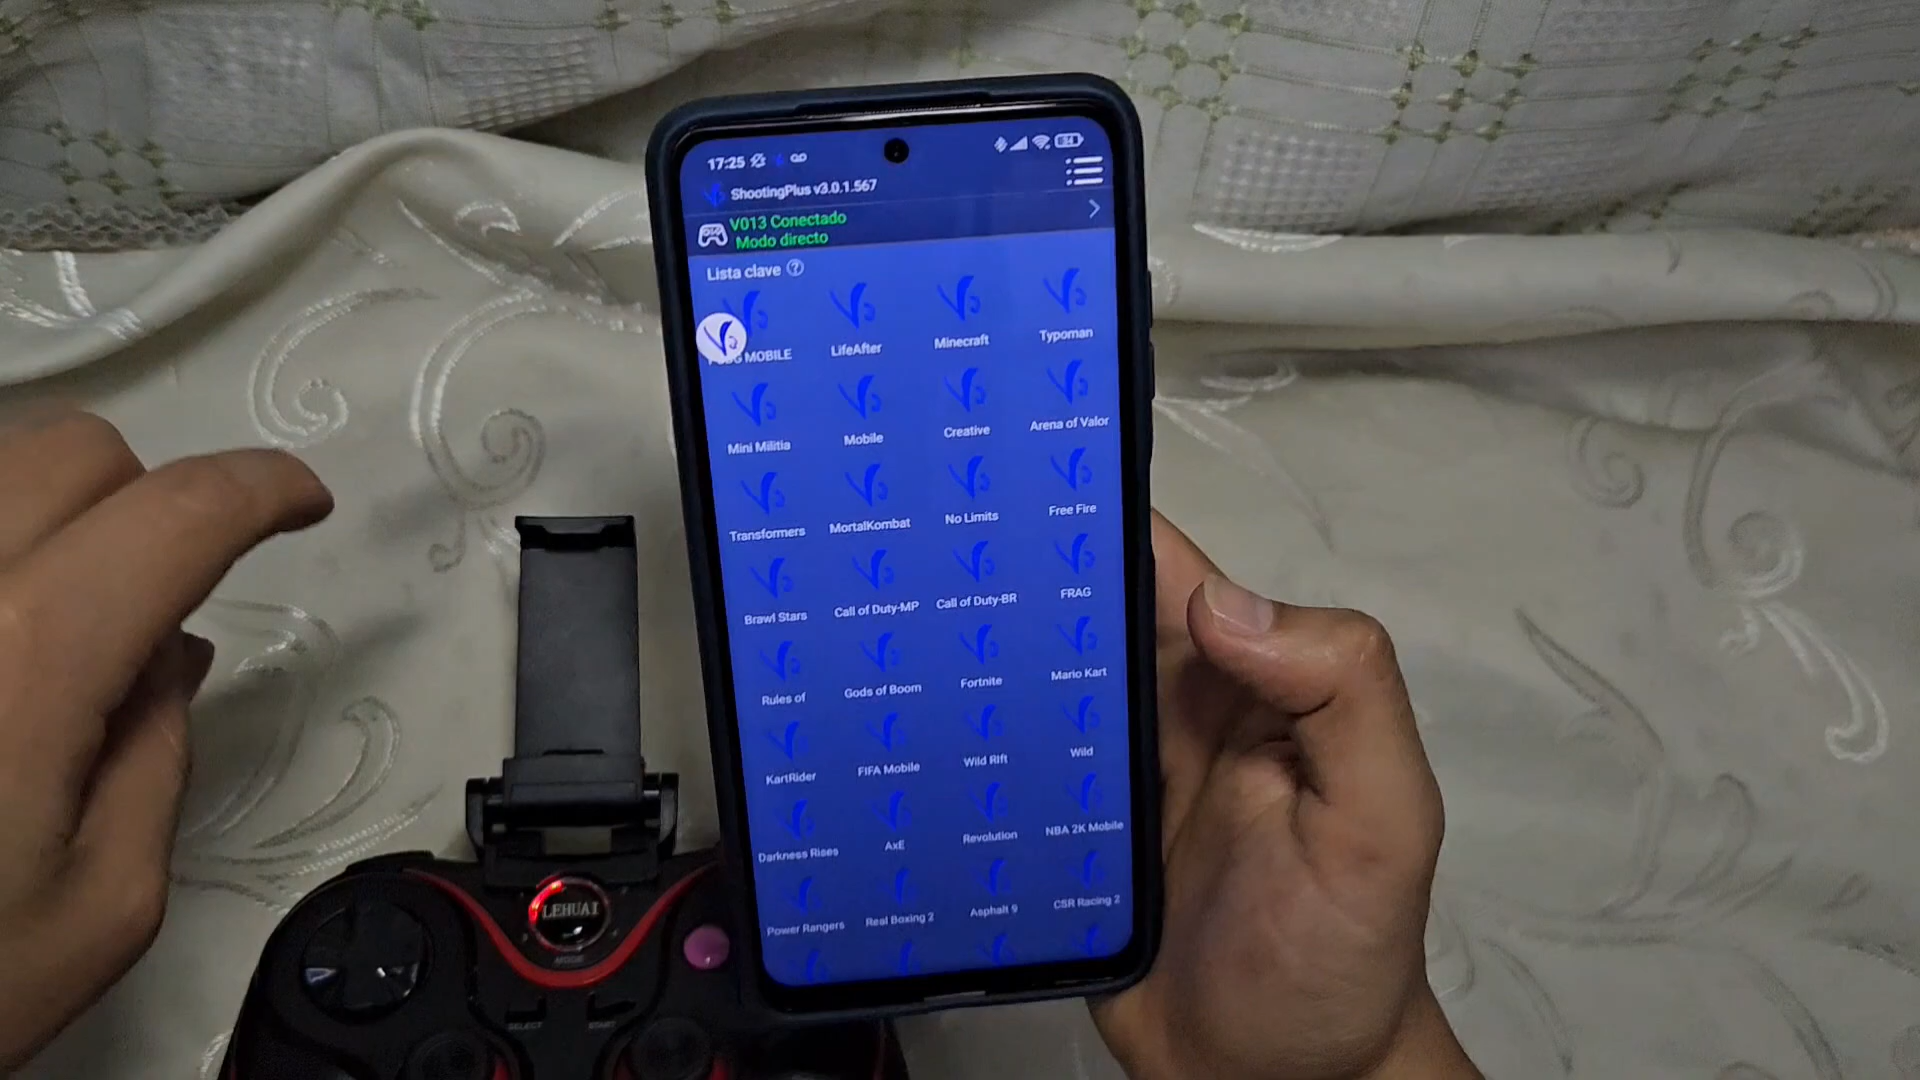 17:25
ShootingPlus v3.0.1.567
V013 Conectado
Modo directo
Lista clave ?
MOBILE LifeAfter Minecraft Typoman
Mini Militia Mobile Creative Arena of Valor
Transformers MortalKombat No Limits Free Fire
Brawl Stars Call of Duty-MP Call of Duty-BR FRAG
Rules of Gods of Boom Fortnite Mario Kart
KartRider FIFA Mobile Wild Rift Wild
Darkness Rises AxE Revolution NBA 2K Mobile
Power Rangers Real Boxing 2 Asphalt 9 CSR Racing 2
LEHUAI
MODE
SELECT START